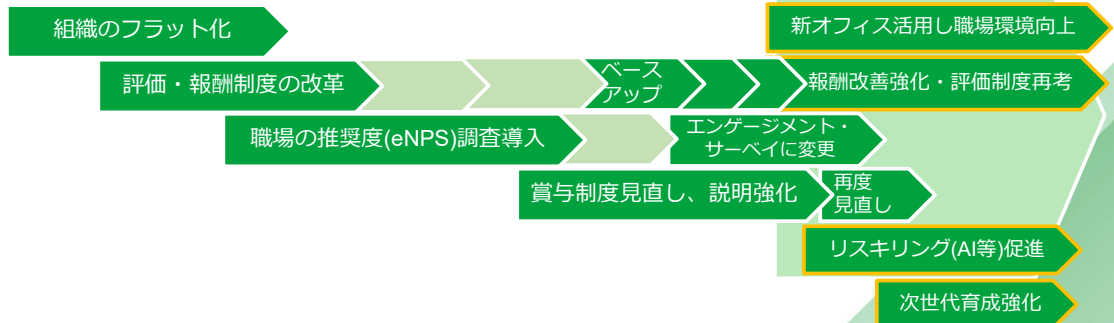 組織のフラット化
新オフィス活用し職場環境向上
評価・報酬制度の改革
ベース
アップ
報酬改善強化・評価制度再考
職場の推奨度(eNPS)調査導入
エンゲージメント・
サーベイに変更
賞与制度見直し、説明強化
再度
見直し
リスキリング(AI等)促進
次世代育成強化